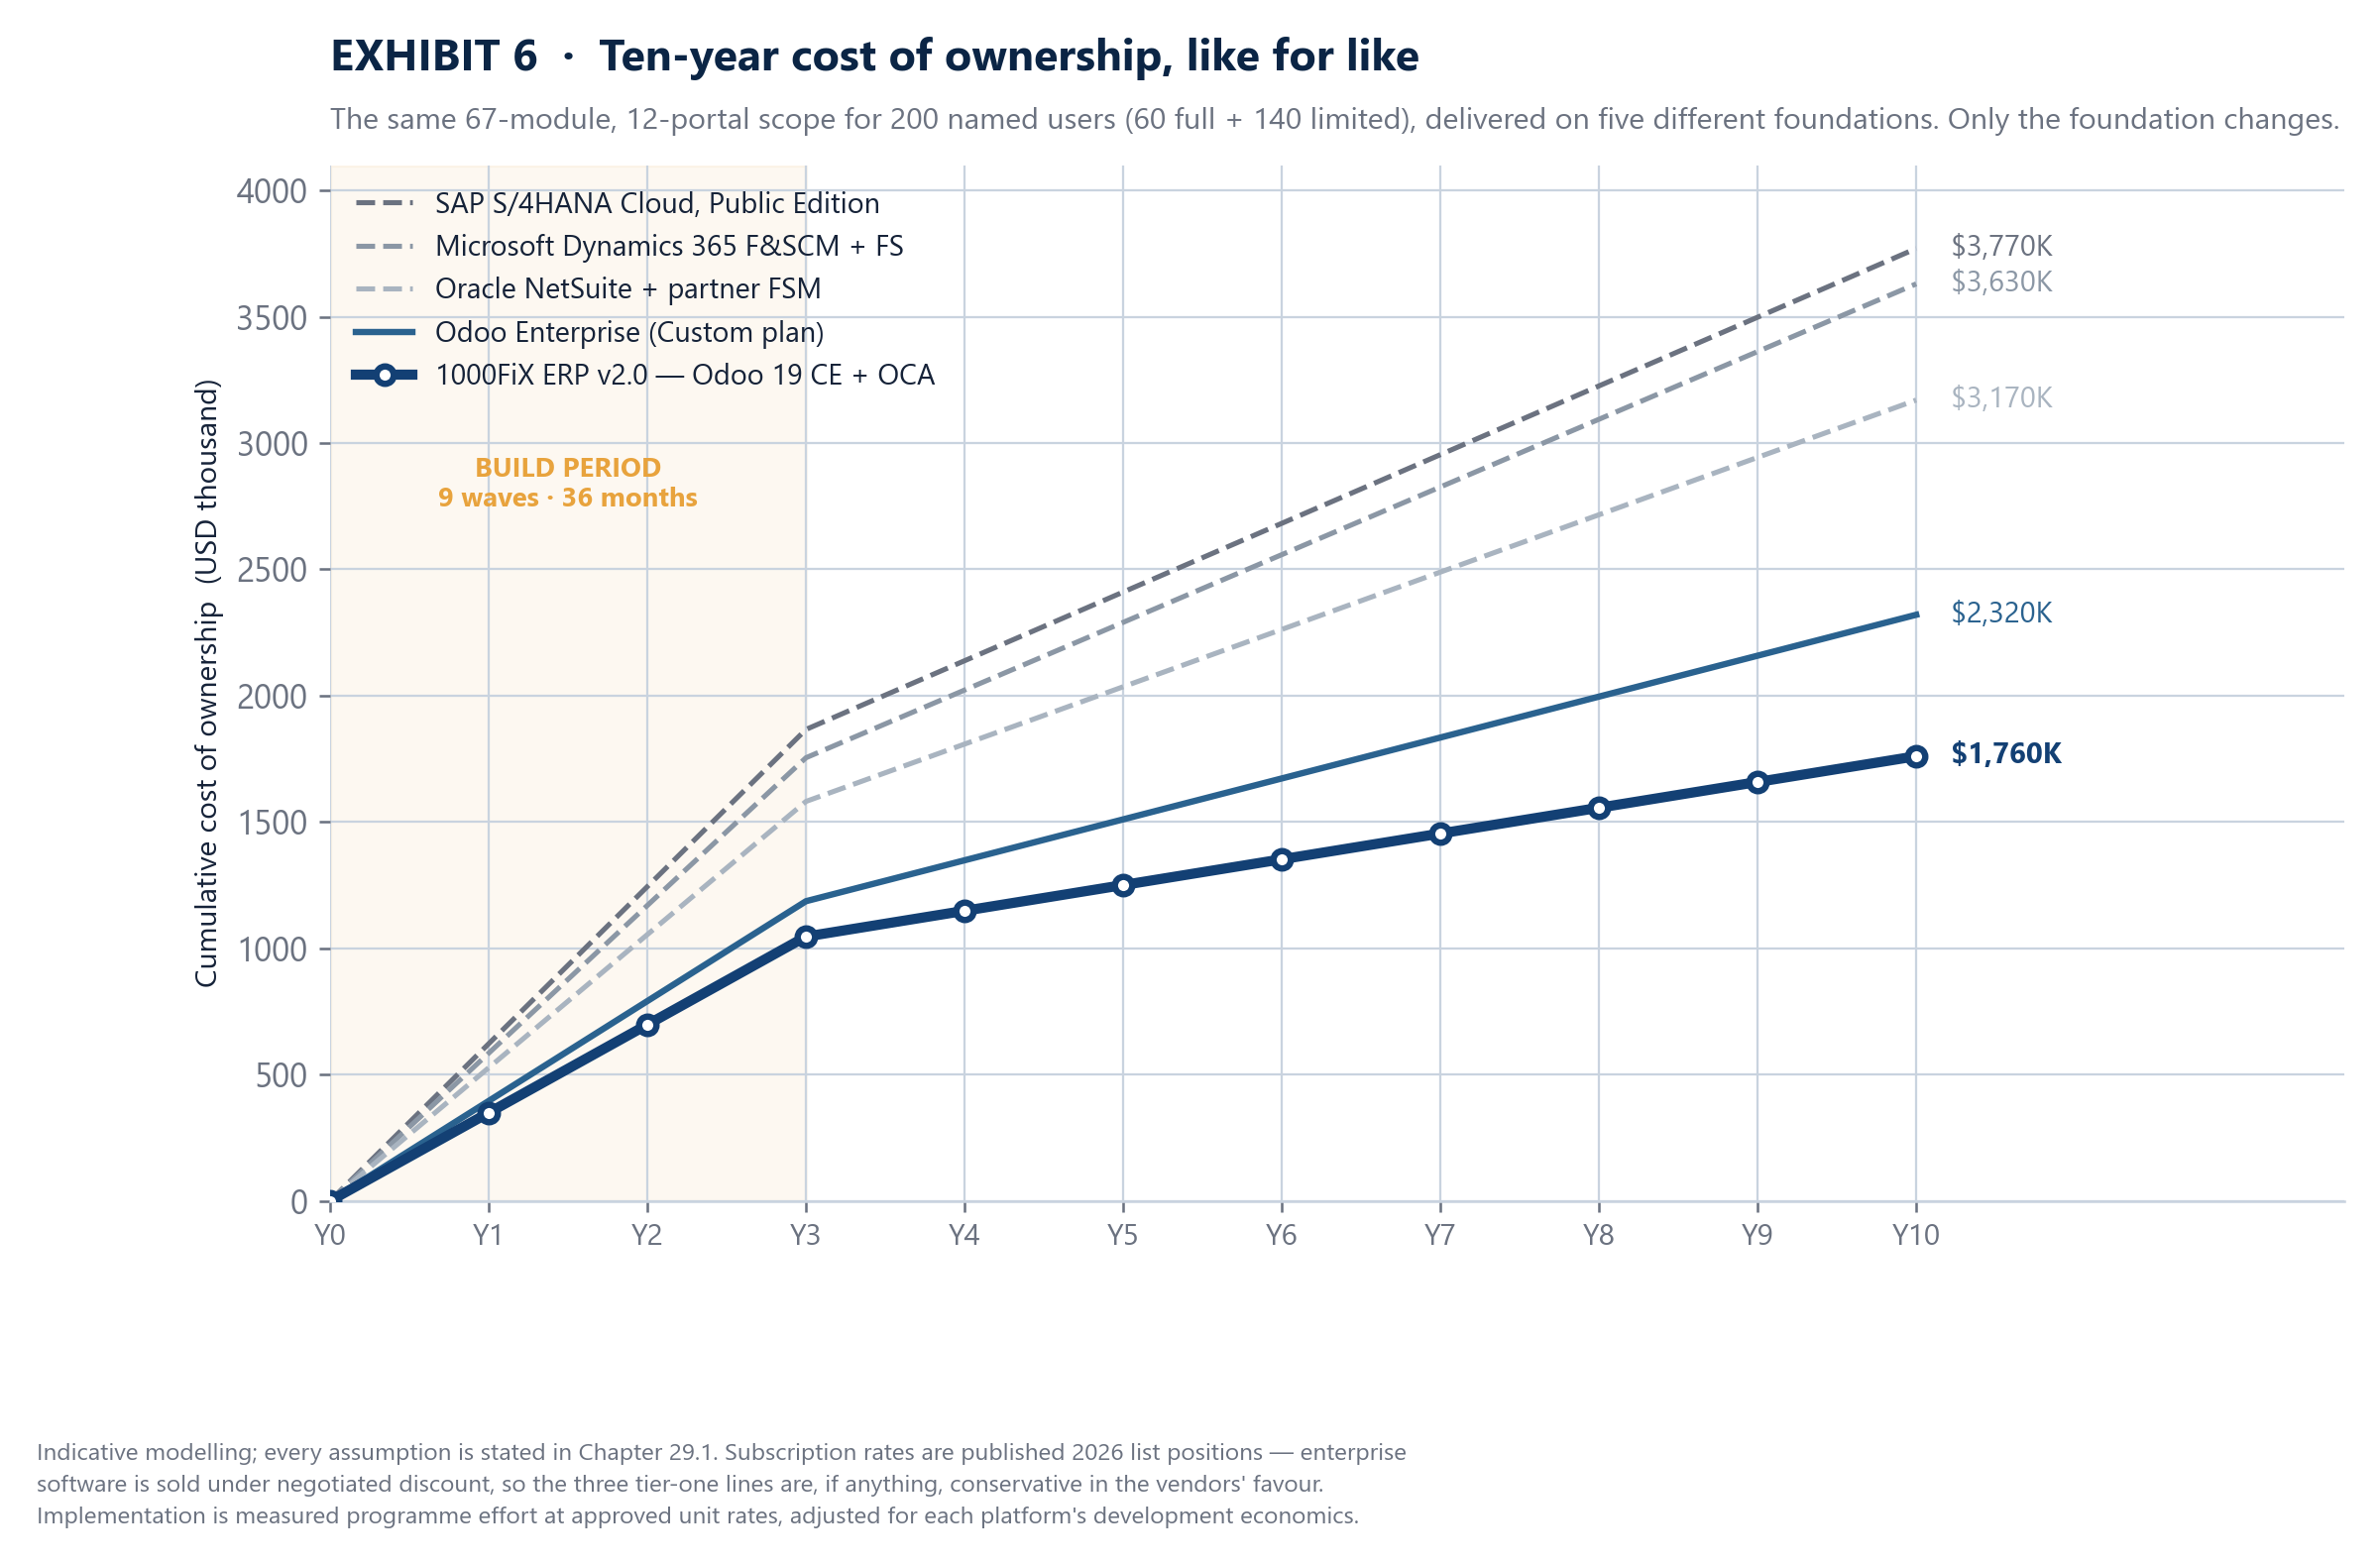 EXHIBIT 6 · Ten-year cost of ownership, like for like
The same 67-module, 12-portal scope for 200 named users (60 full + 140 limited), delivered on five different foundations. Only the foundation changes.
Cumulative cost of ownership (USD thousand)
4000
3500
3000
2500
2000
1500
1000
500
0
SAP S/4HANA Cloud, Public Edition
Microsoft Dynamics 365 F&SCM + FS
Oracle NetSuite + partner FSM
Odoo Enterprise (Custom plan)
1000FiX ERP v2.0 — Odoo 19 CE + OCA
BUILD PERIOD
9 waves · 36 months
$3,770K
$3,630K
$3,170K
$2,320K
$1,760K
Y0 Y1 Y2 Y3 Y4 Y5 Y6 Y7 Y8 Y9 Y10
Indicative modelling; every assumption is stated in Chapter 29.1. Subscription rates are published 2026 list positions — enterprise
software is sold under negotiated discount, so the three tier-one lines are, if anything, conservative in the vendors' favour.
Implementation is measured programme effort at approved unit rates, adjusted for each platform's development economics.